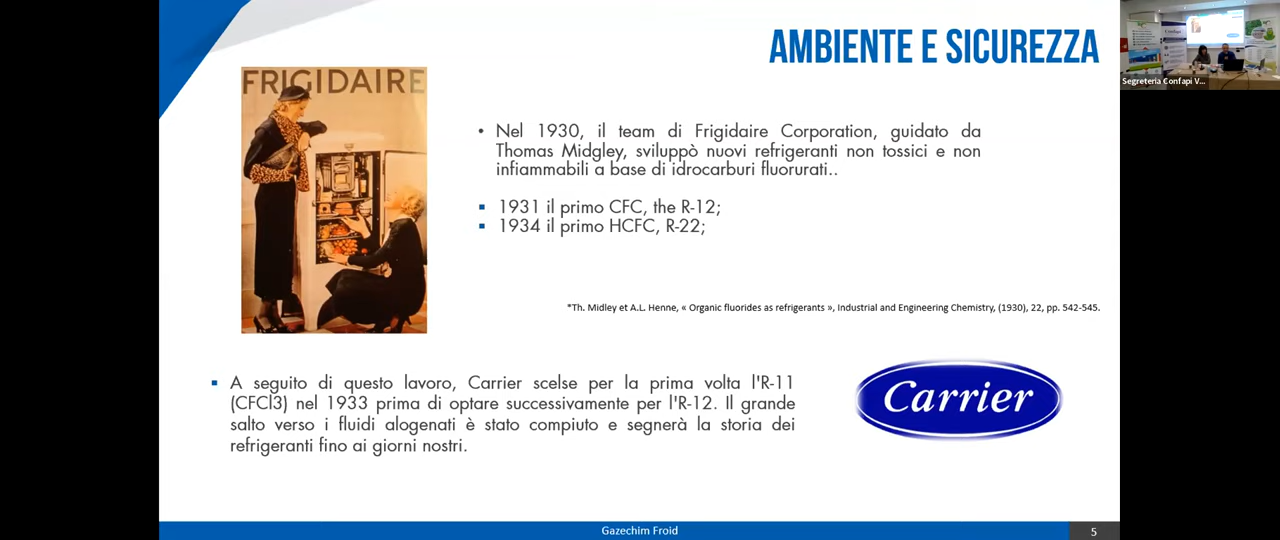 AMBIENTE E SICUREZZA
FRIGIDAIRE
• Nel 1930, il team di Frigidaire Corporation, guidato da
Thomas Midgley, sviluppò nuovi refrigeranti non tossici e non
infiammabili a base di idrocarburi fluorurati..
▪ 1931 il primo CFC, the R-12;
▪ 1934 il primo HCFC, R-22;
*Th. Midley et A.L. Henne, « Organic fluorides as refrigerants », Industrial and Engineering Chemistry, (1930), 22, pp. 542-545.
▪ A seguito di questo lavoro, Carrier scelse per la prima volta l'R-11
(CFCl3) nel 1933 prima di optare successivamente per l'R-12. Il grande
salto verso i fluidi alogenati è stato compiuto e segnerà la storia dei
refrigeranti fino ai giorni nostri.
Carrier
Gazechim Froid
5
Segreteria Confapi V...